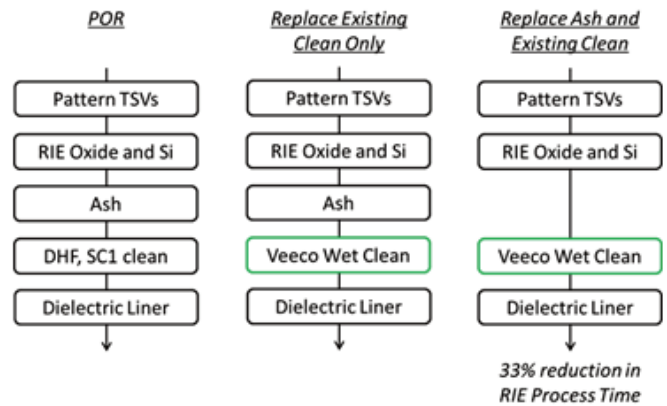 POR
Pattern TSVs
RIE Oxide and Si
Ash
DHF, SC1 clean
Dielectric Liner
Replace Existing
Clean Only
Pattern TSVs
RIE Oxide and Si
Ash
Veeco Wet Clean
Dielectric Liner
Replace Ash and
Existing Clean
Pattern TSVs
RIE Oxide and Si
Veeco Wet Clean
Dielectric Liner
33% reduction in
RIE Process Time